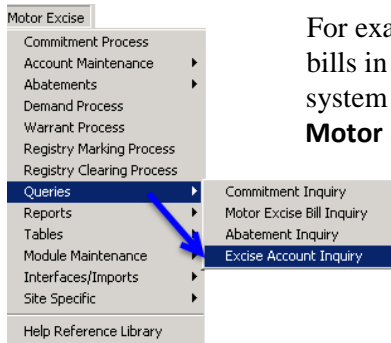 Motor Excise
Commitment Process
Account Maintenance
Abatements
Demand Process
Warrant Process
Registry Marking Process
Registry Clearing Process
Queries
Reports
Tables
Module Maintenance
Interfaces/Imports
Site Specific
Help Reference Library
Commitment Inquiry
Motor Excise Bill Inquiry
Abatement Inquiry
Excise Account Inquiry
For exa
bills in
system
Motor